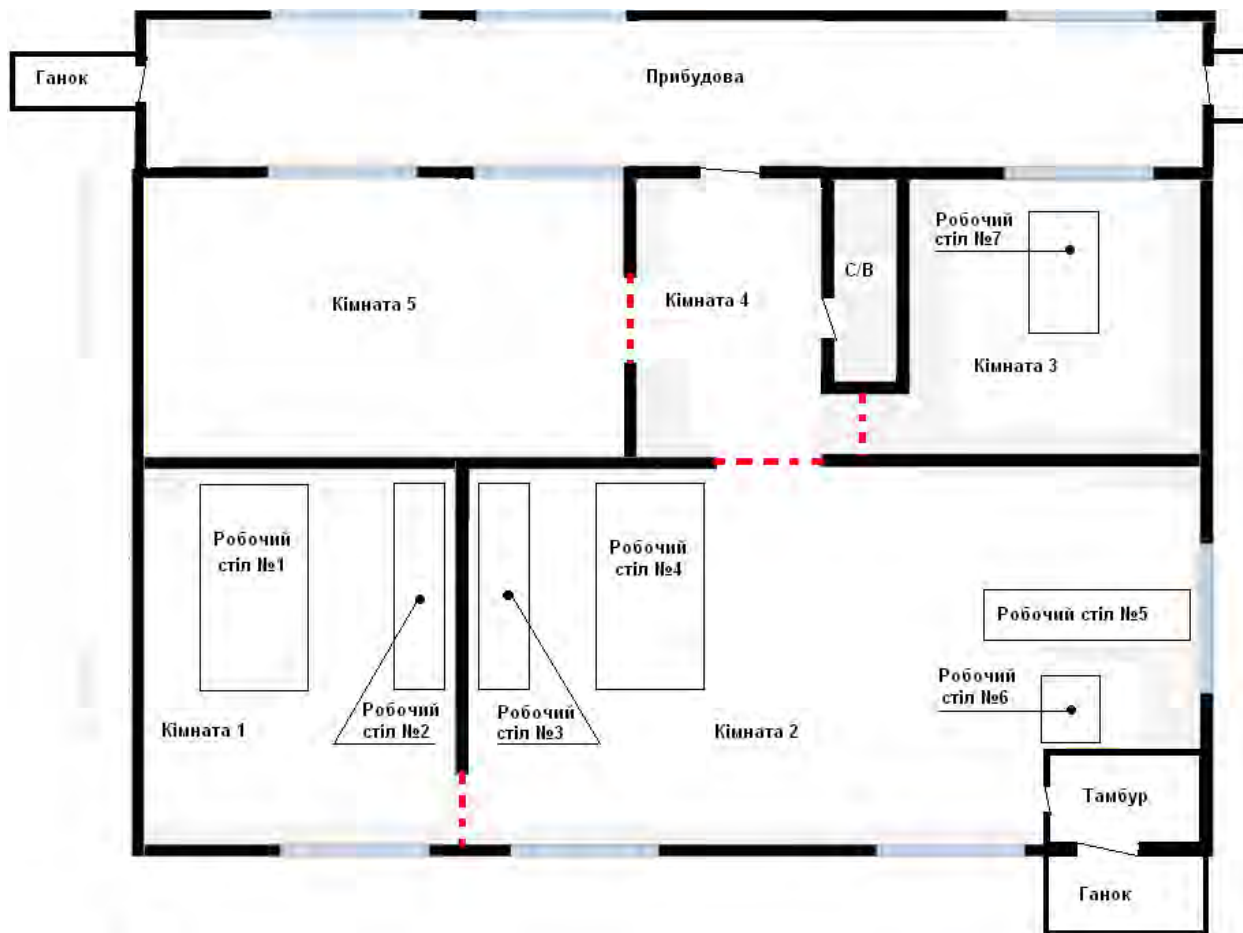 Ганок
Прибудова
Робочий
стіл №7
С/В
Кімната 5
Кімната 4
Кімната 3
Робочий
стіл №1
Робочий
стіл №4
Робочий стіл №5
Робочий
стіл №6
Робочий
стіл №2
Робочий
стіл №3
Кімната 1
Кімната 2
Тамбур
Ганок